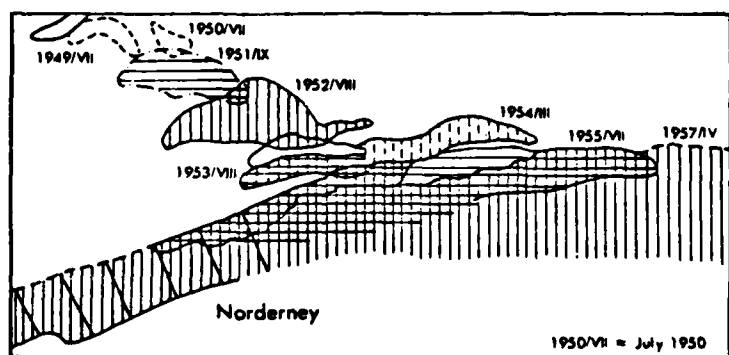 1950/VII
1949/VII
1951/IX
1952/VIII
1954/III
1955/VII
1957/IV
1953/VIII
Norderney
1950/VII = July 1950